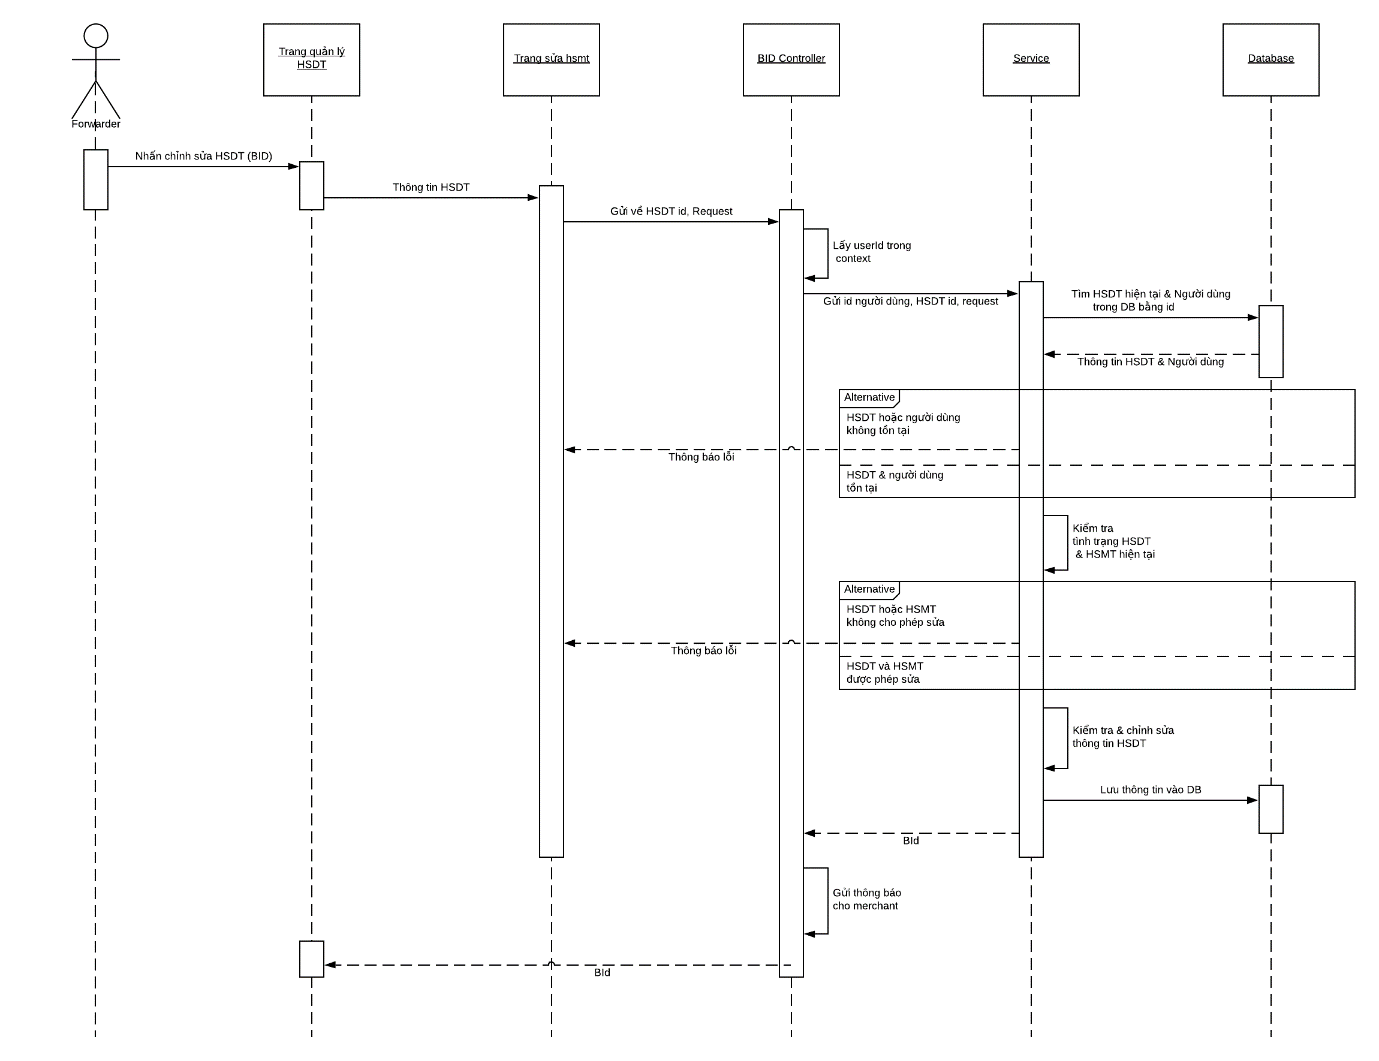 Trang quản lý
HSDT
Trang sửa hsmt
BID Controller
Service
Database
Forwarder
Nhấn chỉnh sửa HSDT (BID)
Thông tin HSDT
Gửi về HSDT id, Request
Lấy userId trong
context
Gửi id người dùng, HSDT id, request
Tìm HSDT hiện tại & Người dùng
trong DB bằng id
Thông tin HSDT & Người dùng
Alternative
HSDT hoặc người dùng
không tồn tại
Thông báo lỗi
HSDT & người dùng
tồn tại
Kiểm tra
tình trạng HSDT
& HSMT hiện tại
Alternative
HSDT hoặc HSMT
không cho phép sửa
Thông báo lỗi
HSDT và HSMT
được phép sửa
Kiểm tra & chỉnh sửa
thông tin HSDT
Lưu thông tin vào DB
BId
Gửi thông báo
cho merchant
BId